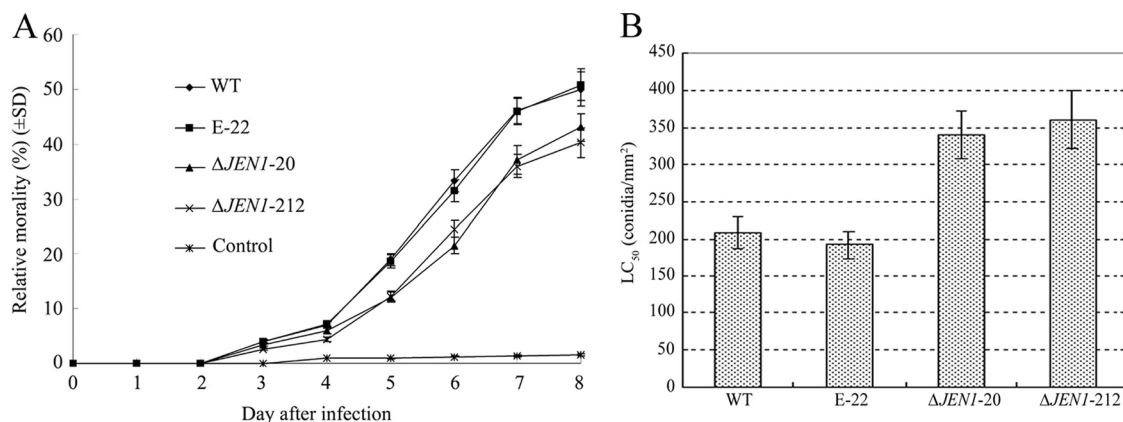 A
Relative morality (%) (±SD)
60
50
40
30
20
10
0
WT
E-22
ΔJEN1-20
ΔJEN1-212
Control
0 1 2 3 4 5 6 7 8
Day after infection
B
LC50 (conidia/mm²)
450
400
350
300
250
200
150
100
50
0
WT E-22 ΔJEN1-20 ΔJEN1-212